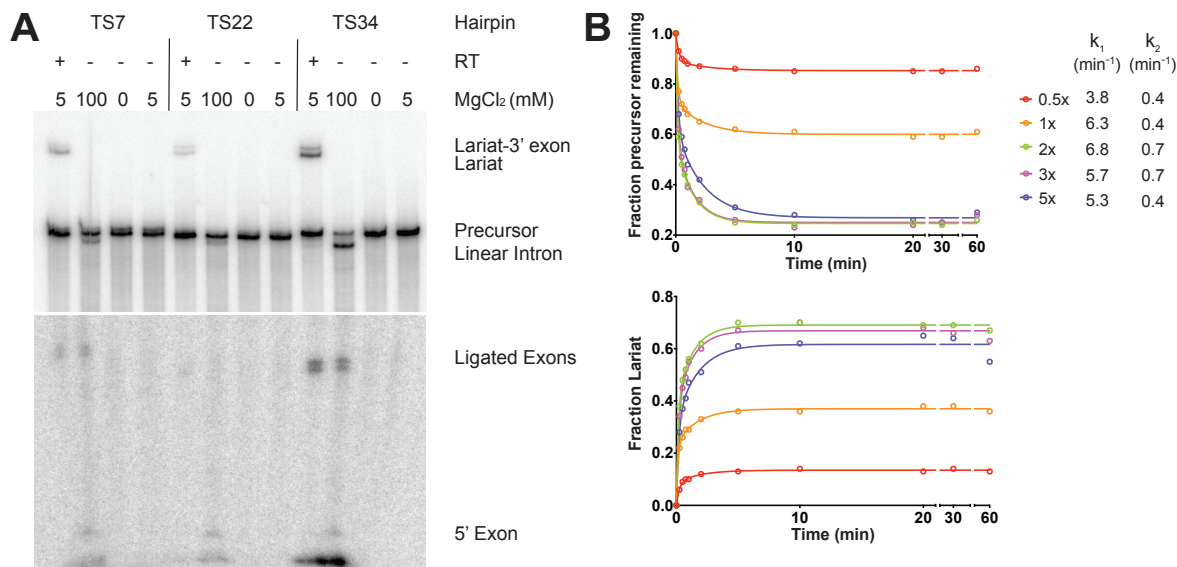 A
TS7 TS22 TS34 Hairpin
+ - - - + - - - + - - - RT
5 100 0 5 5 100 0 5 5 100 0 5 MgCl₂ (mM)
Lariat-3' exon
Lariat
Precursor
Linear Intron
Ligated Exons
5' Exon
B
Fraction precursor remaining
1.0
0.8
0.6
0.4
0.2
0 10 20 30 60
Time (min)
k₁ k₂
(min⁻¹) (min⁻¹)
0.5x 3.8 0.4
1x 6.3 0.4
2x 6.8 0.7
3x 5.7 0.7
5x 5.3 0.4
Fraction Lariat
0.8
0.6
0.4
0.2
0.0
0 10 20 30 60
Time (min)